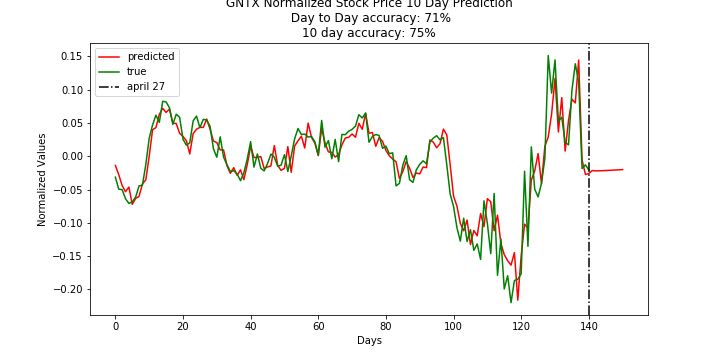 GNTX Normalized Stock Price 10 Day Prediction
Day to Day accuracy: 71%
10 day accuracy: 75%
predicted
true
april 27
Normalized Values
0.15
0.10
0.05
0.00
−0.05
−0.10
−0.15
−0.20
0 20 40 60 80 100 120 140
Days